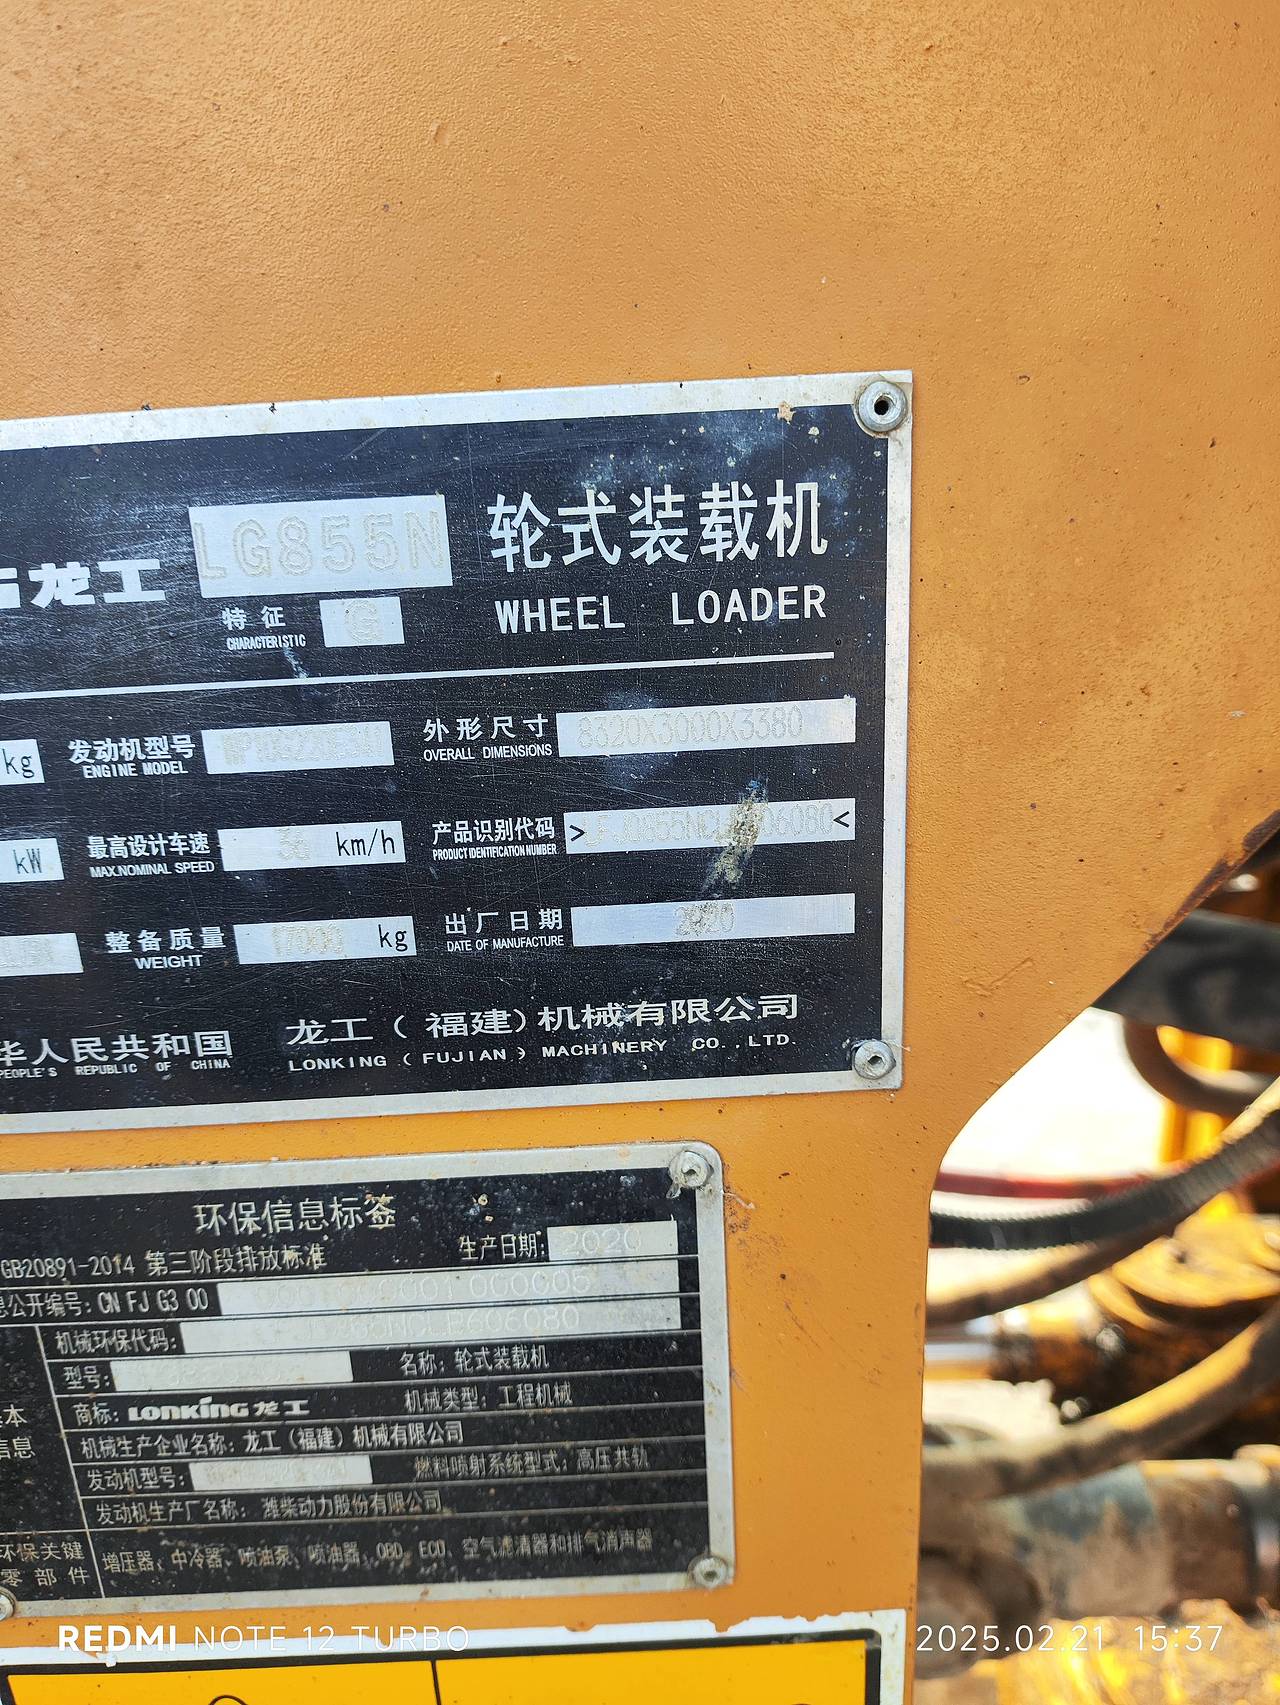 龙工 LG855N 轮式装载机
特征 G WHEEL LOADER
CHARACTERISTIC
kg 发动机型号 外形尺寸 8320X3000X3380
ENGINE MODEL OVERALL DIMENSIONS
kW 最高设计车速 km/h 产品识别代码 > 06080<
MAX.NOMINAL SPEED PRODUCT IDENTIFICATION NUMBER
整备质量 17000 kg 出厂日期 2020
WEIGHT DATE OF MANUFACTURE
华人民共和国 龙工(福建)机械有限公司
PEOPLE'S REPUBLIC OF CHINA LONKING (FUJIAN) MACHINERY CO.,LTD.
环保信息标签
GB20891-2014 第三阶段排放标准 生产日期: 2020
息公开编号: CN FJ G3 00
机械环保代码:
型号: 名称: 轮式装载机
商标: LONKING 龙工 机械类型: 工程机械
本
信息
机械生产企业名称: 龙工(福建)机械有限公司
发动机型号: 燃料喷射系统型式: 高压共轨
发动机生产厂名称: 潍柴动力股份有限公司
环保关键
零部件
增压器、中冷器、喷油泵、喷油器、OBD、ECU、空气滤清器和排气消声器
REDMI NOTE 12 TURBO 2025.02.21 15:37